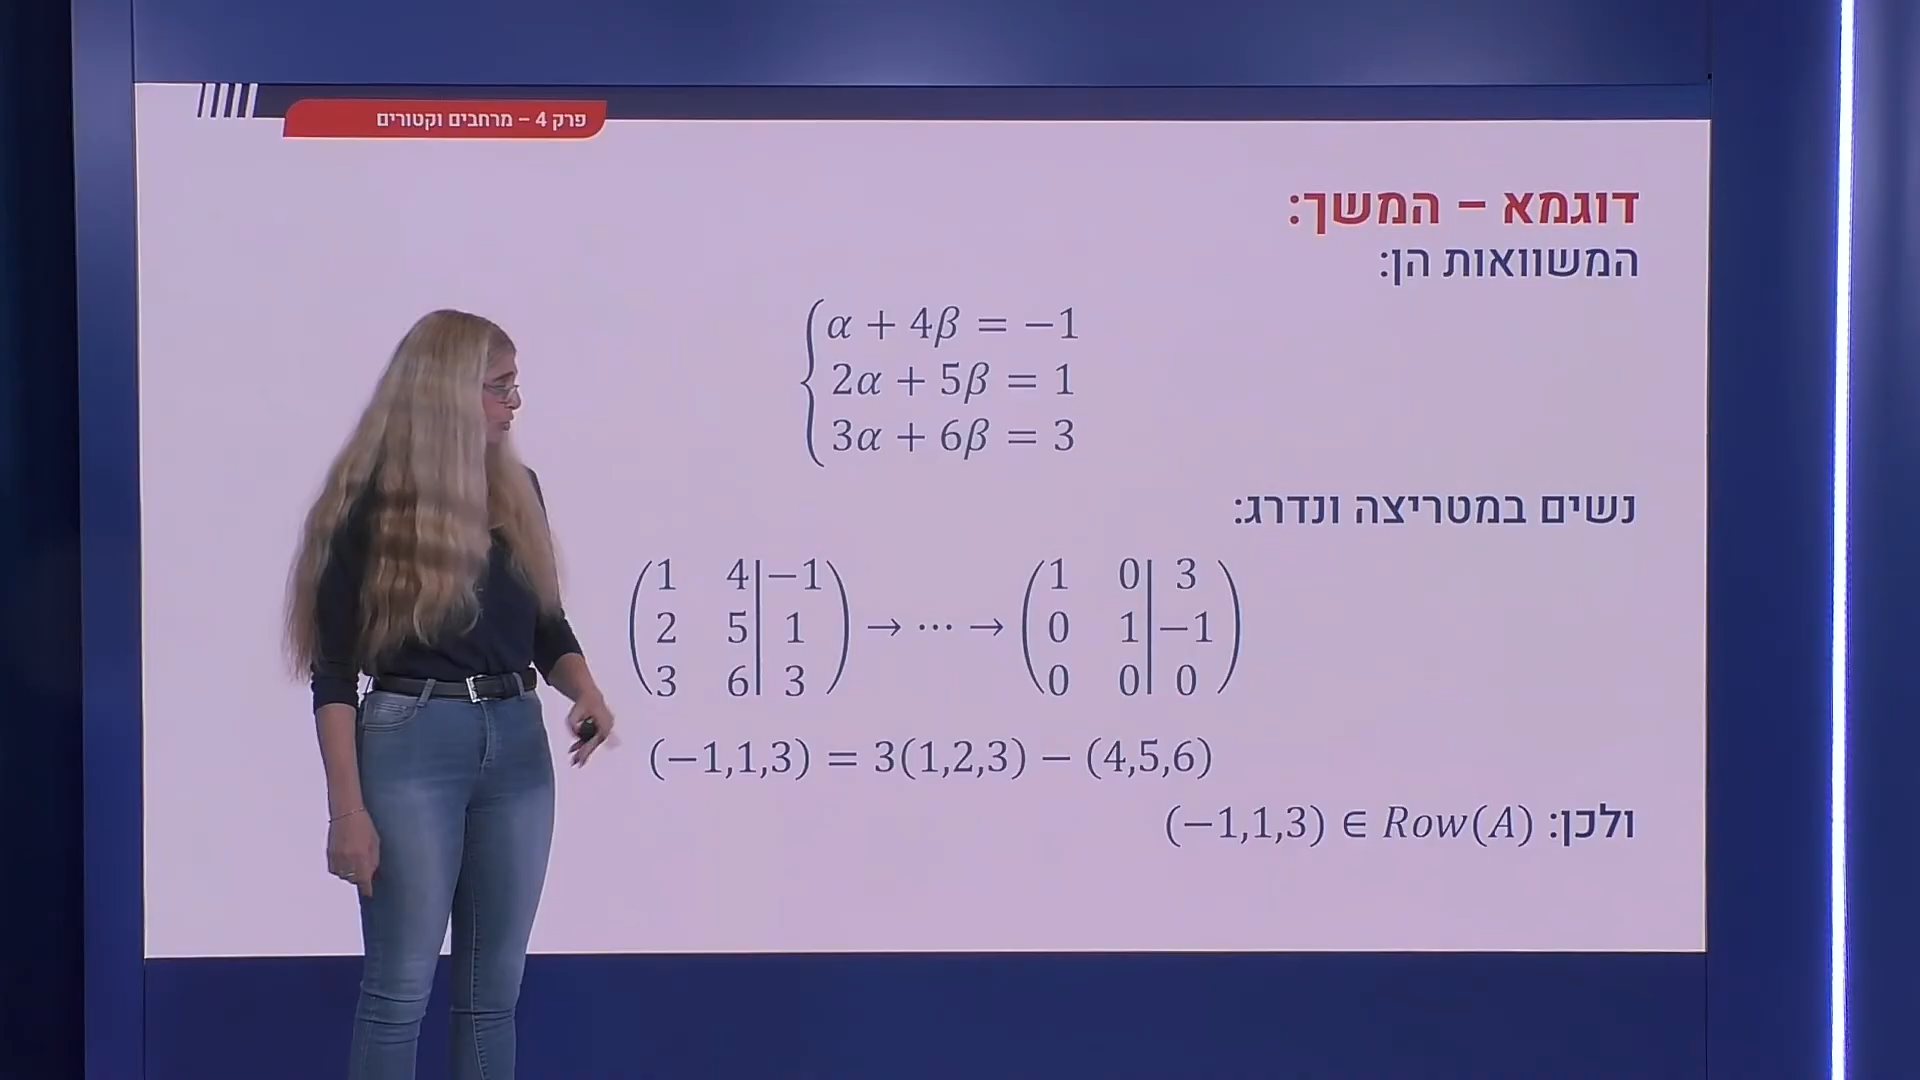 פרק 4 – מרחבים וקטורים
דוגמא – המשך:
המשוואות הן:
α + 4β = −1
2α + 5β = 1
3α + 6β = 3
נשים במטריצה ונדרג:
1 4 | −1 1 0 | 3
2 5 | 1 → ⋯ → 0 1 | −1
3 6 | 3 0 0 | 0
(−1,1,3) = 3(1,2,3) − (4,5,6)
ולכן: (−1,1,3) ∈ Row(A)